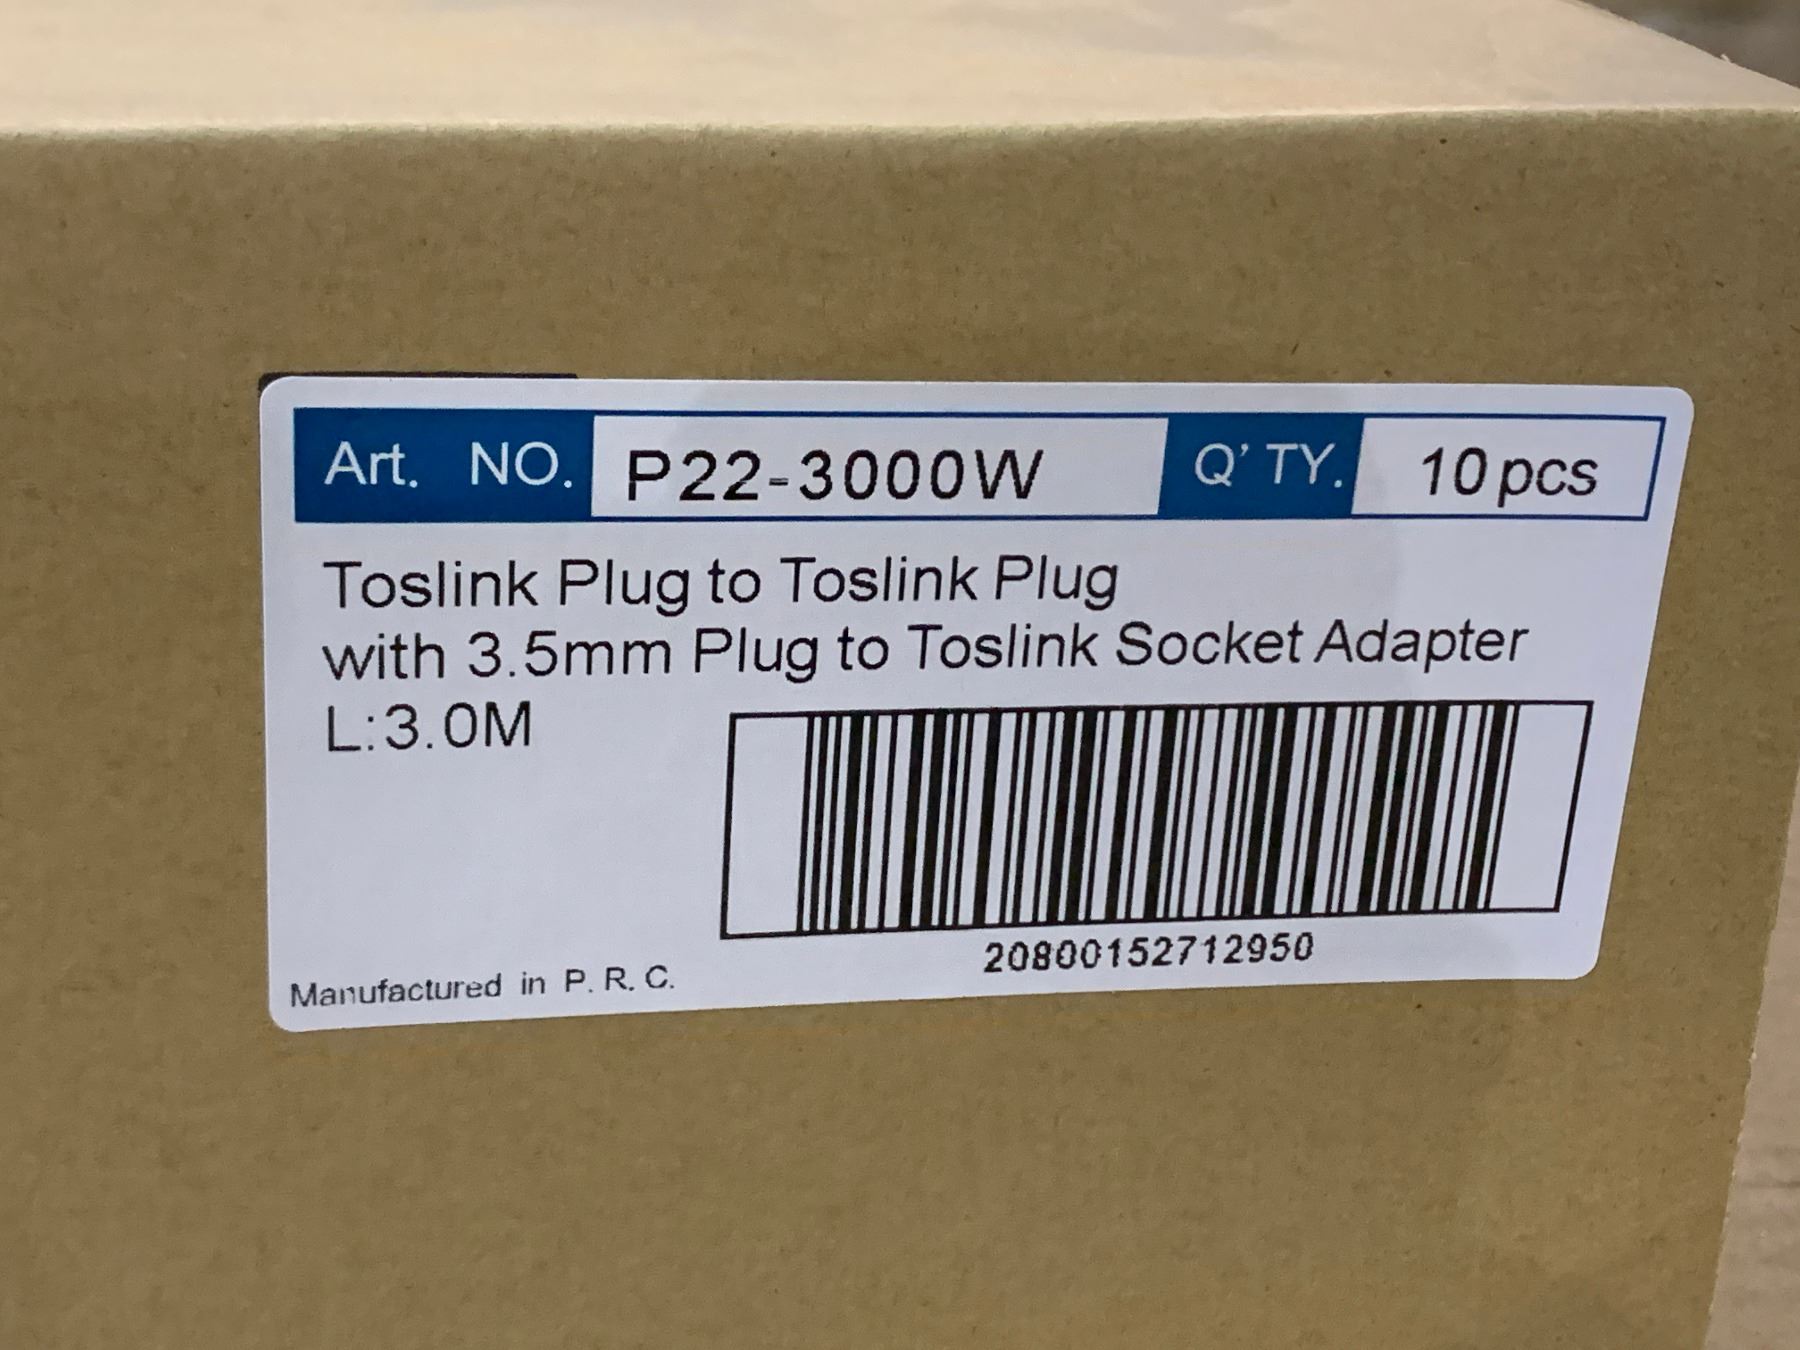 Art. NO. P22-3000W Q'TY. 10pcs
Toslink Plug to Toslink Plug
with 3.5mm Plug to Toslink Socket Adapter
L:3.0M
20800152712950
Manufactured in P. R. C.